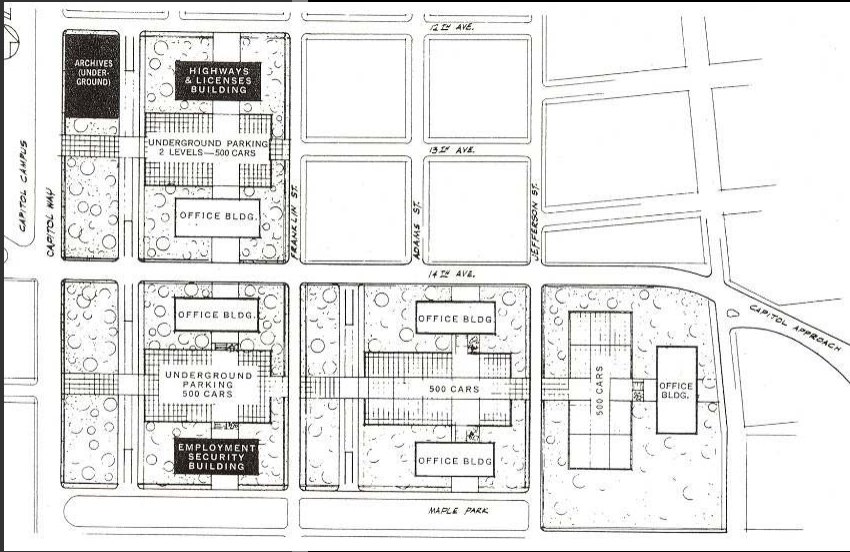 12TH AVE.
ARCHIVES
(UNDER-
GROUND)
HIGHWAYS
& LICENSES
BUILDING
UNDERGROUND PARKING
2 LEVELS—500 CARS
13TH AVE.
CAPITOL CAMPUS
CAPITOL WAY
OFFICE BLDG.
FRANKLIN ST.
ADAMS ST.
JEFFERSON ST.
14TH AVE.
OFFICE BLDG.
OFFICE BLDG
CAPITOL APPROACH
UNDERGROUND
PARKING
500 CARS
500 CARS
500 CARS
OFFICE
BLDG.
EMPLOYMENT
SECURITY
BUILDING
OFFICE BLDG
MAPLE PARK